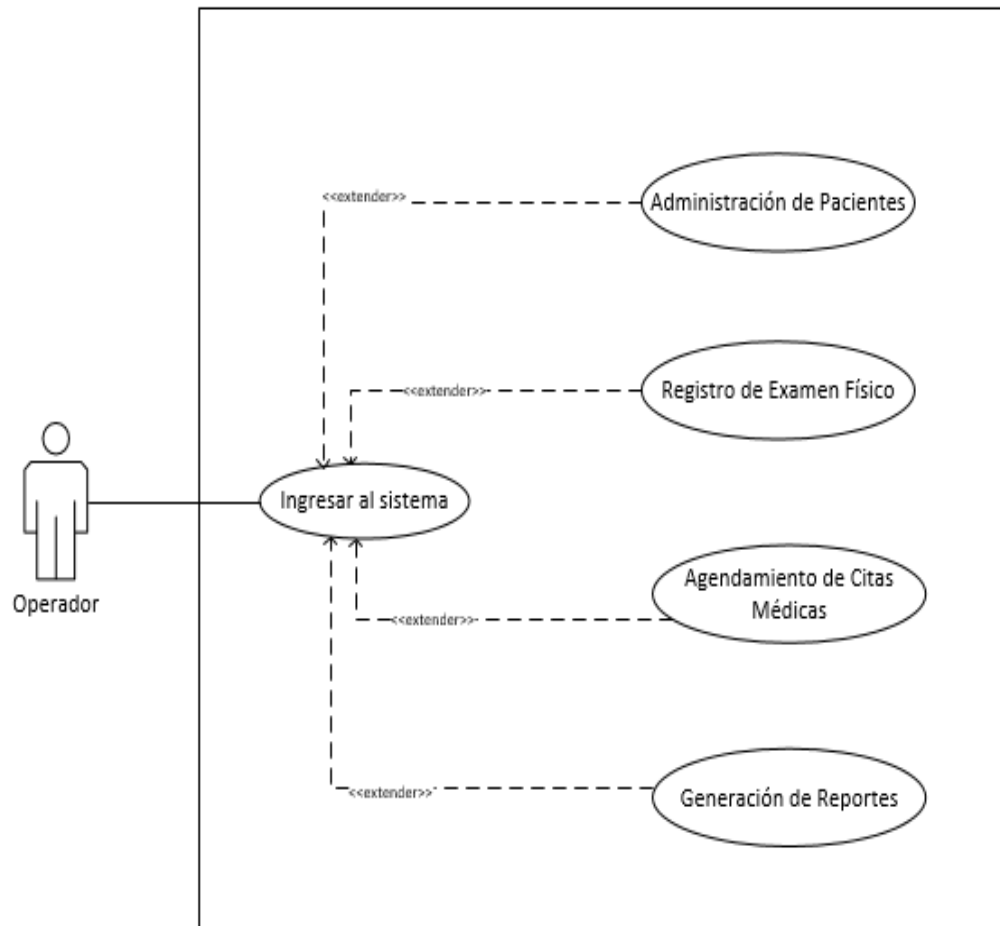 <<extender>>
Administración de Pacientes
<<extender>>
Registro de Examen Físico
Ingresar al sistema
Operador
Agendamiento de Citas
Médicas
<<extender>>
Generación de Reportes
<<extender>>